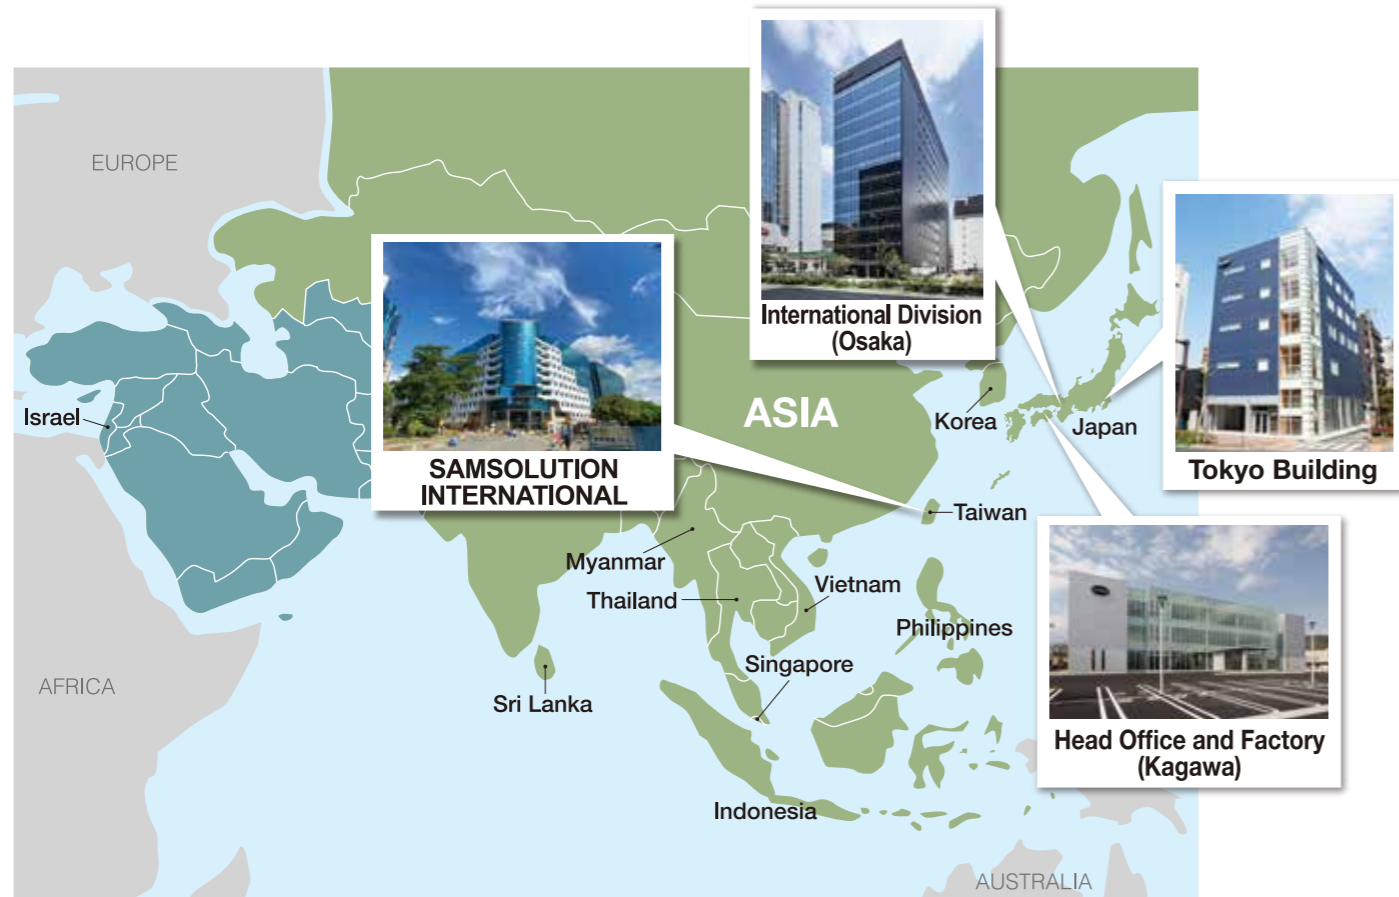 EUROPE
International Division
(Osaka)
Israel
ASIA
Korea
Japan
SAMSOLUTION
INTERNATIONAL
Tokyo Building
Taiwan
Myanmar
Thailand
Vietnam
Philippines
Singapore
Sri Lanka
AFRICA
Head Office and Factory
(Kagawa)
Indonesia
AUSTRALIA